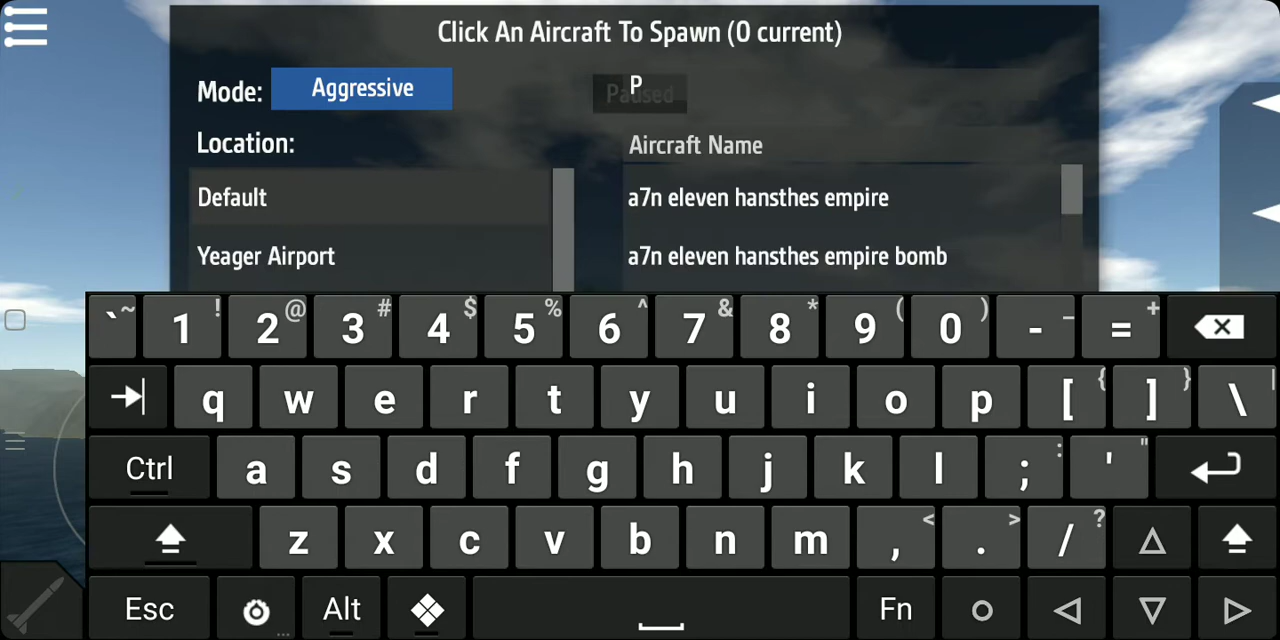 Click An Aircraft To Spawn (0 current)
Mode: Aggressive
P
Paused
Location:
Aircraft Name
Default
a7n eleven hansthes empire
Yeager Airport
a7n eleven hansthes empire bomb
` ~ 1 ! 2 @ 3 # 4 $ 5 % 6 ^ 7 & 8 * 9 ( 0 ) - _ = +
q w e r t y u i o p [ { ] } \ |
Ctrl a s d f g h j k l ; : ' "
z x c v b n m , < . > / ?
Esc Alt ... Fn